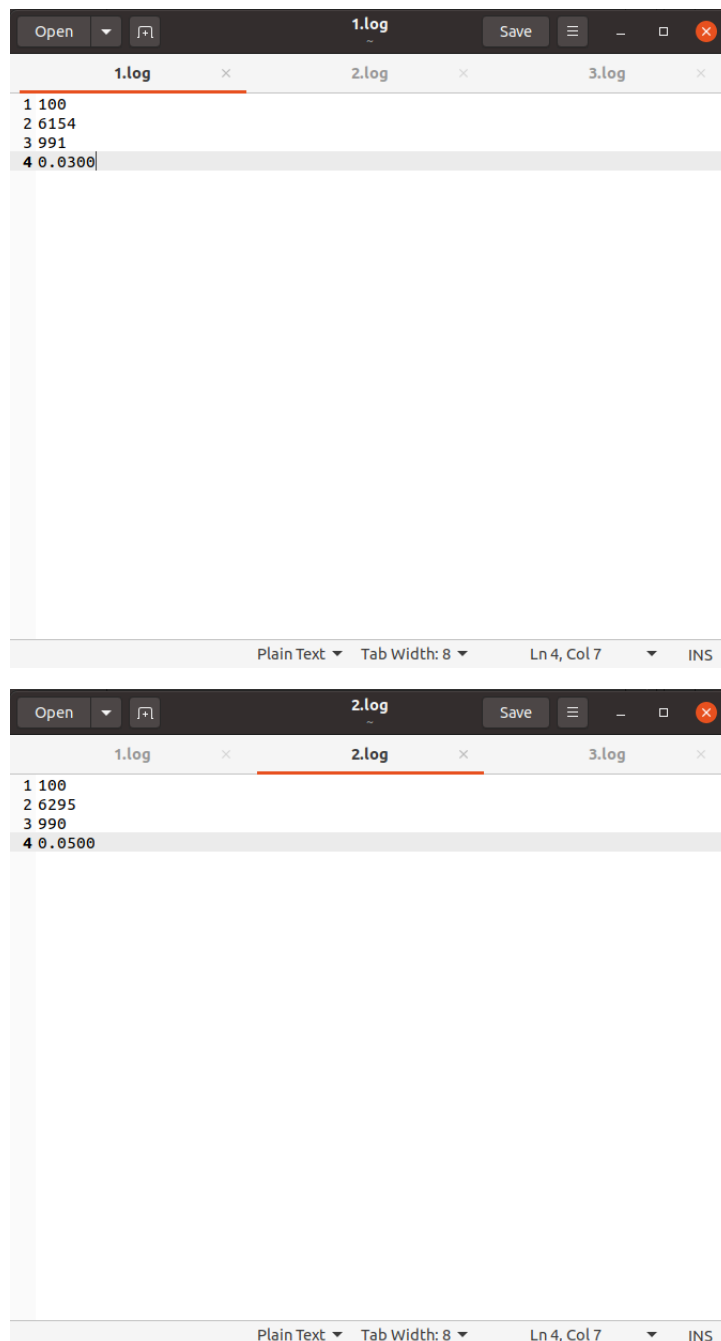 Open 1.log Save
~
1.log 2.log 3.log
1 100
2 6154
3 991
4 0.0300
Plain Text Tab Width: 8 Ln 4, Col 7 INS
Open 2.log Save
~
1.log 2.log 3.log
1 100
2 6295
3 990
4 0.0500
Plain Text Tab Width: 8 Ln 4, Col 7 INS